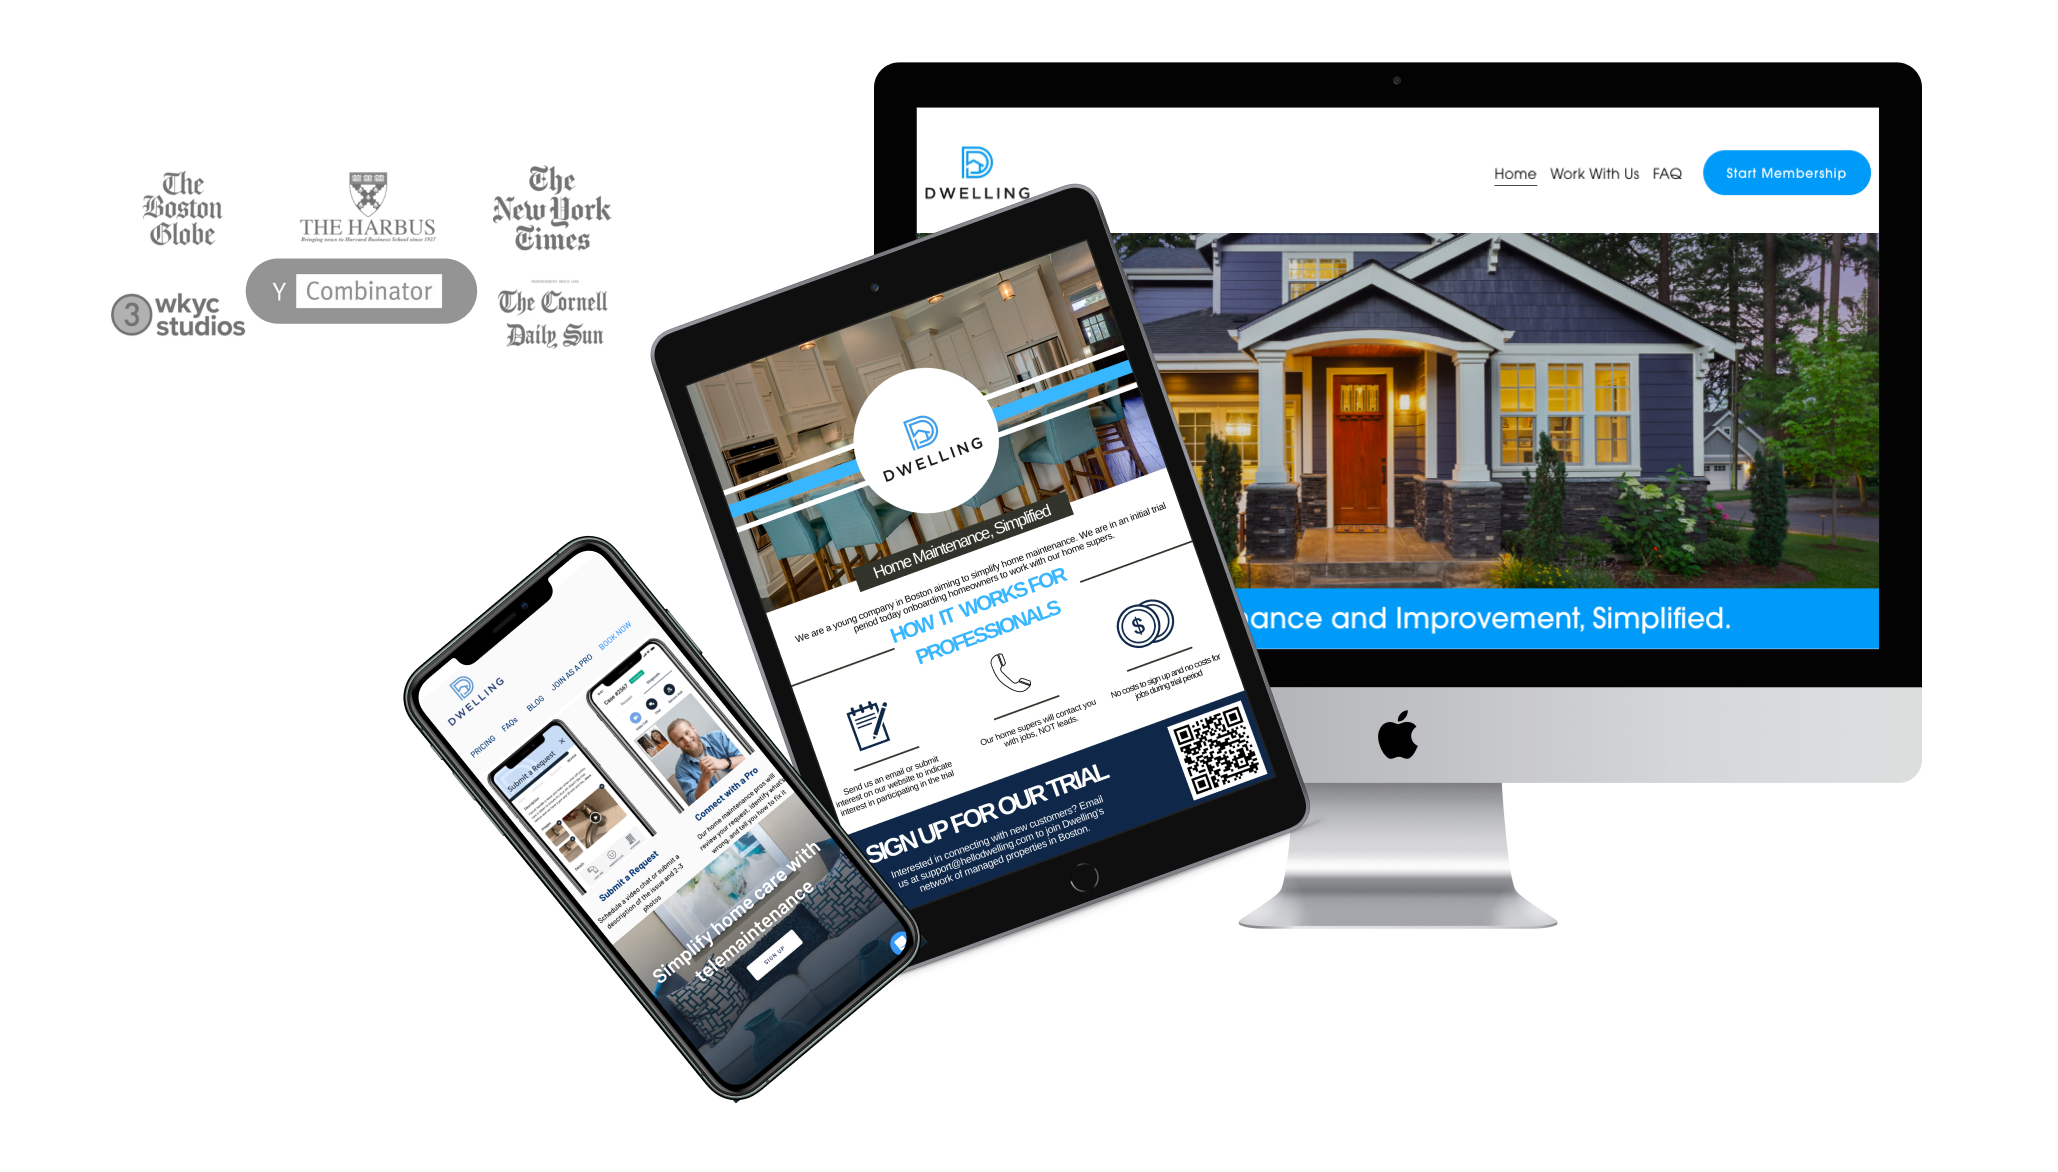 The
Boston
Globe
THE HARBUS
Bringing news to Harvard Business School since 1937
The
New York
Times
3 wkyc
studios
Y Combinator
The Cornell
Daily Sun
DWELLING
Home Work With Us FAQ Start Membership
ance and Improvement, Simplified.
DWELLING
Home Maintenance, Simplified
We are a young company in Boston aiming to simplify home maintenance. We are in an initial trial
period today onboarding homeowners to work with our home supers.
HOW IT WORKS FOR
PROFESSIONALS
$
Send us an email or submit
interest on our website to indicate
interest in participating in the trial
Our home supers will contact you
with jobs, NOT leads.
No costs to sign up and no costs for
jobs during trial period
SIGN UP FOR OUR TRIAL
Interested in connecting with new customers? Email
us at support@hellodwelling.com to join Dwelling's
network of managed properties in Boston.
DWELLING
PRICING FAQs BLOG JOIN AS A PRO BOOK NOW
Submit a Request
Case #2567
Diagnosis
Submit a Request
Schedule a video chat or submit a
description of the issue and 2-3
photos
Connect with a Pro
Our home maintenance pros will
review your request, identify what's
wrong, and tell you how to fix it
Simplify home care with
telemaintenance
SIGN UP